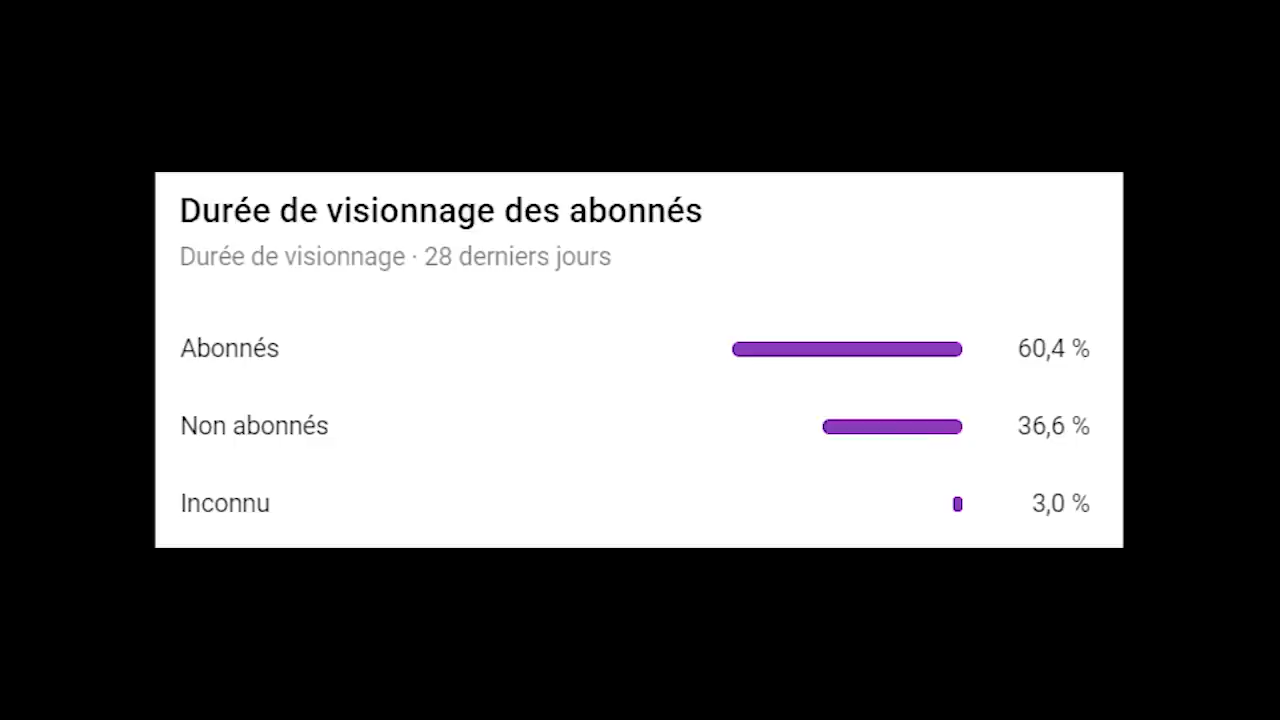 Durée de visionnage des abonnés
Durée de visionnage · 28 derniers jours
Abonnés 60,4 %
Non abonnés 36,6 %
Inconnu 3,0 %